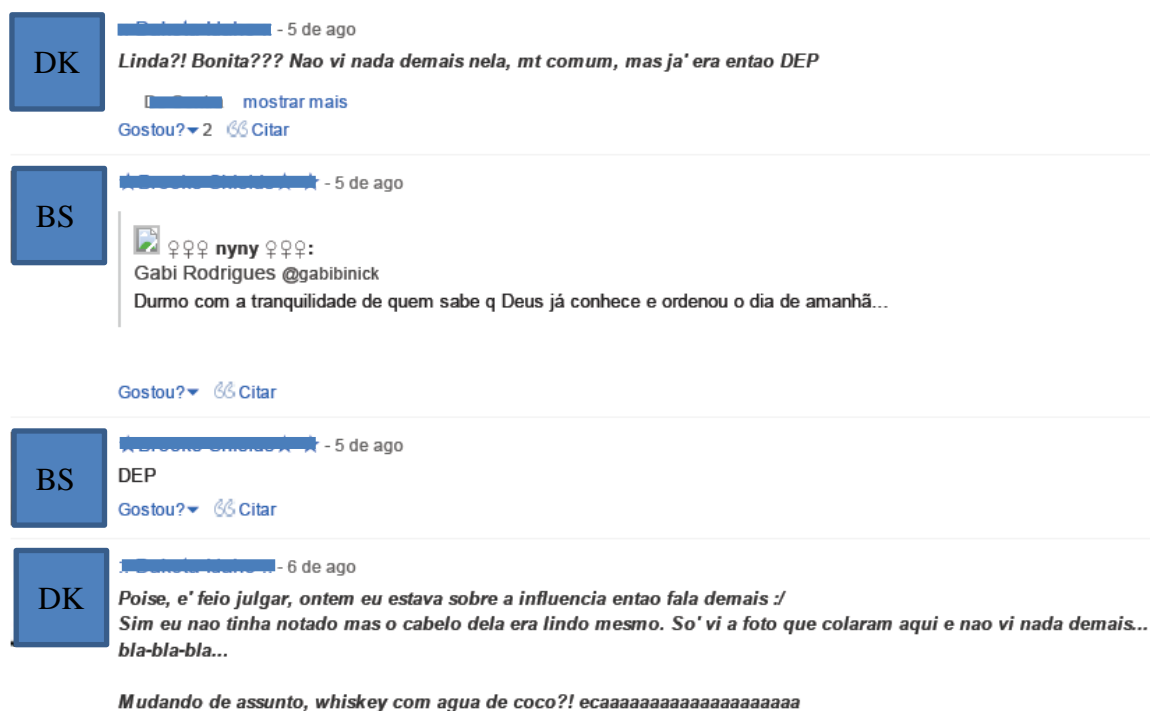 DK
- 5 de ago
Linda?! Bonita??? Nao vi nada demais nela, mt comum, mas ja' era entao DEP
mostrar mais
Gostou? 2 Citar
BS
- 5 de ago
♀♀♀ nyny ♀♀♀:
Gabi Rodrigues @gabibinick
Durmo com a tranquilidade de quem sabe q Deus já conhece e ordenou o dia de amanhã...
Gostou? Citar
BS
- 5 de ago
DEP
Gostou? Citar
DK
- 6 de ago
Poise, e' feio julgar, ontem eu estava sobre a influencia entao fala demais :/
Sim eu nao tinha notado mas o cabelo dela era lindo mesmo. So' vi a foto que colaram aqui e nao vi nada demais...
bla-bla-bla...
Mudando de assunto, whiskey com agua de coco?! ecaaaaaaaaaaaaaaaaaaaa